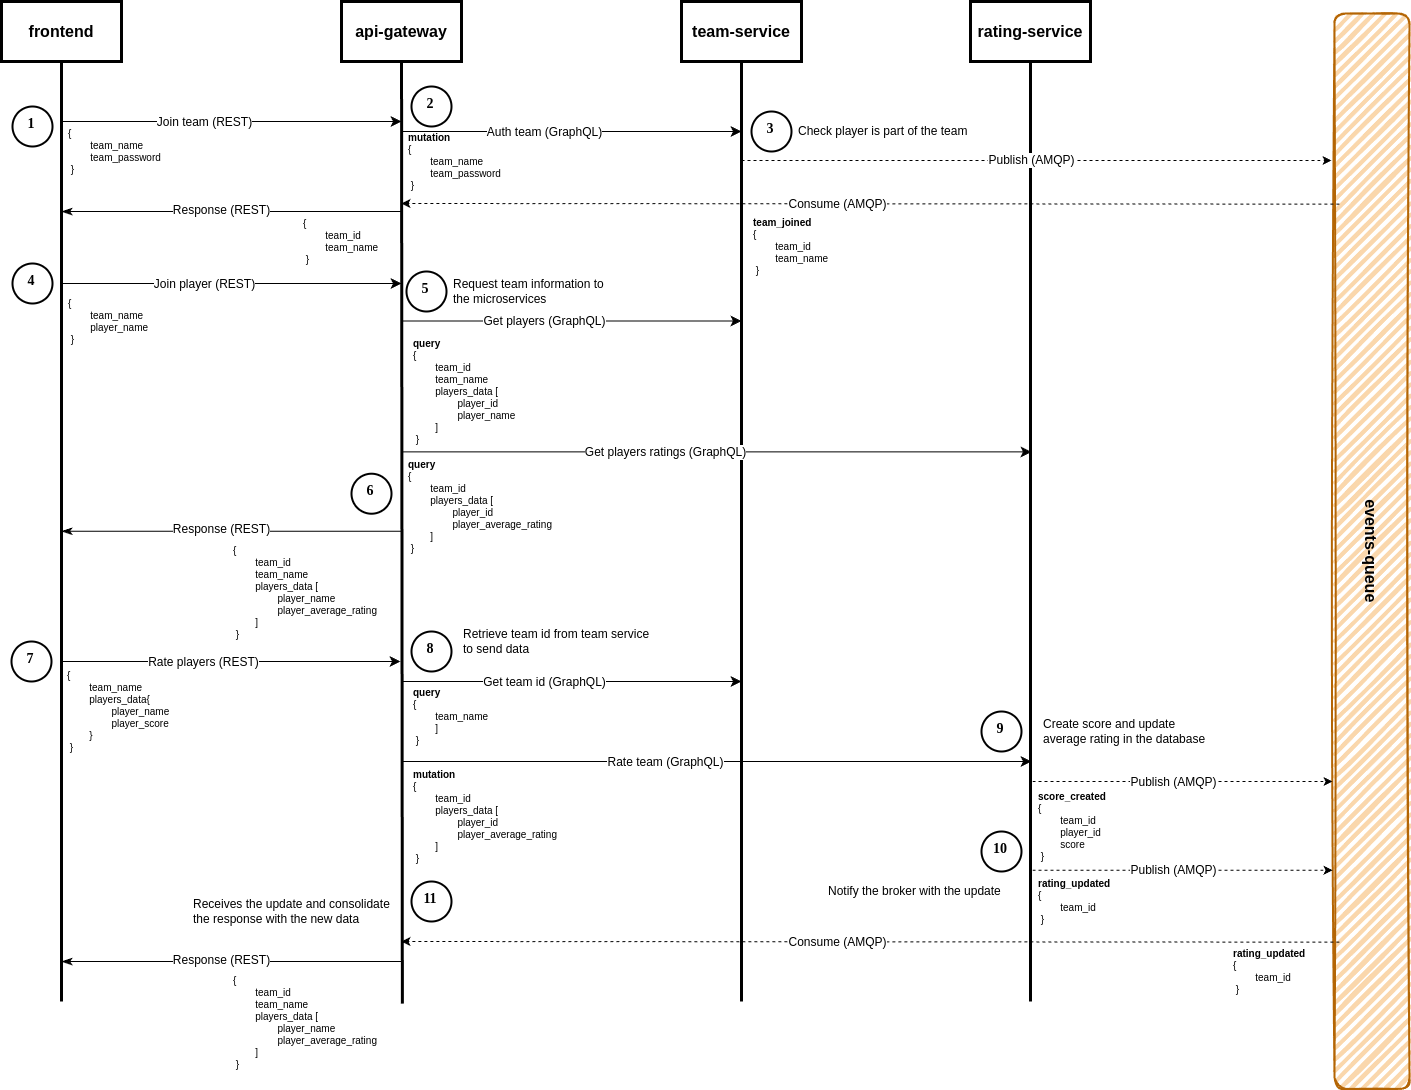 frontend
api-gateway
team-service
rating-service
events-queue
1
Join team (REST)
{
team_name
team_password
}
2
Auth team (GraphQL)
mutation
{
team_name
team_password
}
3
Check player is part of the team
Publish (AMQP)
Consume (AMQP)
team_joined
{
team_id
team_name
}
Response (REST)
{
team_id
team_name
}
4
Join player (REST)
{
team_name
player_name
}
5
Request team information to
the microservices
Get players (GraphQL)
query
{
team_id
team_name
players_data [
player_id
player_name
]
}
Get players ratings (GraphQL)
query
{
team_id
players_data [
player_id
player_average_rating
]
}
6
Response (REST)
{
team_id
team_name
players_data [
player_name
player_average_rating
]
}
7
Rate players (REST)
{
team_name
players_data{
player_name
player_score
}
}
8
Retrieve team id from team service
to send data
Get team id (GraphQL)
query
{
team_name
]
}
Rate team (GraphQL)
mutation
{
team_id
players_data [
player_id
player_average_rating
]
}
9
Create score and update
average rating in the database
Publish (AMQP)
score_created
{
team_id
player_id
score
}
10
Notify the broker with the update
Publish (AMQP)
rating_updated
{
team_id
}
11
Receives the update and consolidate
the response with the new data
Consume (AMQP)
rating_updated
{
team_id
}
Response (REST)
{
team_id
team_name
players_data [
player_name
player_average_rating
]
}